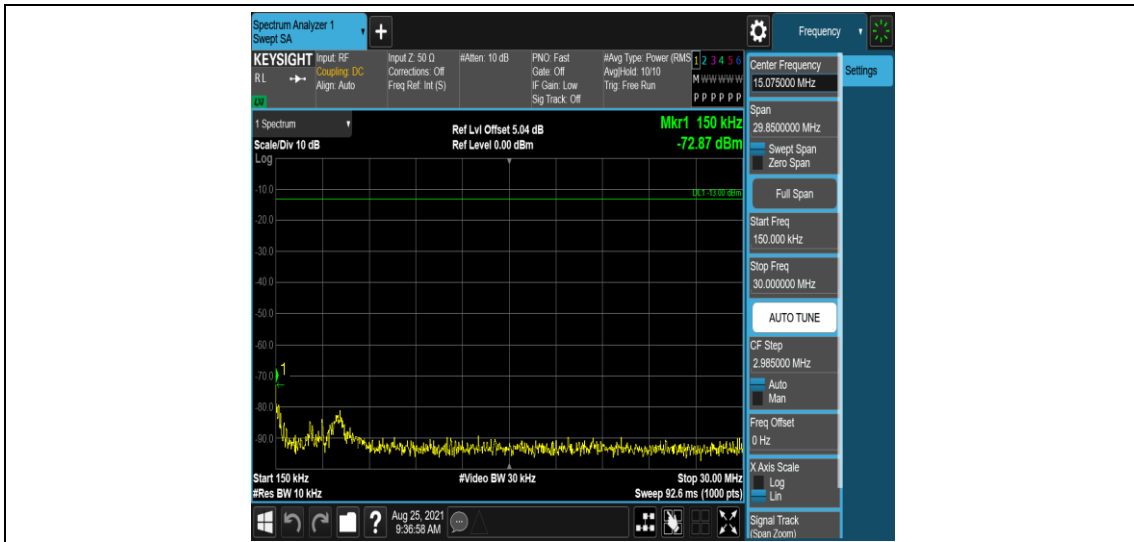 Spectrum Analyzer 1
Swept SA
+
Frequency
KEYSIGHT
RL
LXI
Input: RF
Coupling: DC
Align: Auto
Input Z: 50 Ω
Corrections: Off
Freq Ref: Int (S)
#Atten: 10 dB
PNO: Fast
Gate: Off
IF Gain: Low
Sig Track: Off
#Avg Type: Power (RMS
Avg|Hold: 10/10
Trig: Free Run
1 2 3 4 5 6
M W W W W W
P P P P P P
Center Frequency
15.075000 MHz
Settings
1 Spectrum
Scale/Div 10 dB
Log
Ref Lvl Offset 5.04 dB
Ref Level 0.00 dBm
Mkr1 150 kHz
-72.87 dBm
DL1 -13.00 dBm
-10.0
-20.0
-30.0
-40.0
-50.0
-60.0
-70.0
-80.0
-90.0
1
Start 150 kHz
#Res BW 10 kHz
#Video BW 30 kHz
Stop 30.00 MHz
Sweep 92.6 ms (1000 pts)
Span
29.8500000 MHz
Swept Span
Zero Span
Full Span
Start Freq
150.000 kHz
Stop Freq
30.000000 MHz
AUTO TUNE
CF Step
2.985000 MHz
Auto
Man
Freq Offset
0 Hz
X Axis Scale
Log
Lin
Signal Track
(Span Zoom)
?
Aug 25, 2021
9:36:58 AM